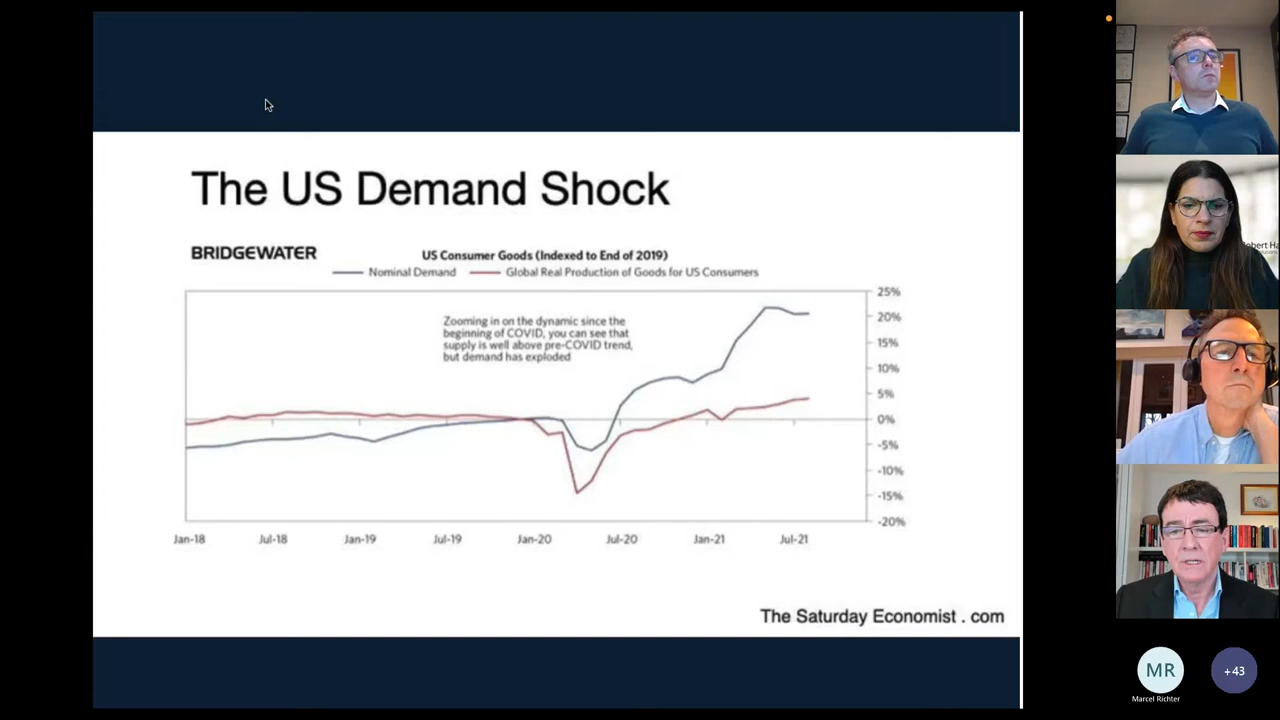 The US Demand Shock
BRIDGEWATER
US Consumer Goods (Indexed to End of 2019)
Nominal Demand
Global Real Production of Goods for US Consumers
Zooming in on the dynamic since the
beginning of COVID, you can see that
supply is well above pre-COVID trend,
but demand has exploded
25%
20%
15%
10%
5%
0%
-5%
-10%
-15%
-20%
Jan-18
Jul-18
Jan-19
Jul-19
Jan-20
Jul-20
Jan-21
Jul-21
The Saturday Economist . com
MR
Marcel Richter
+43